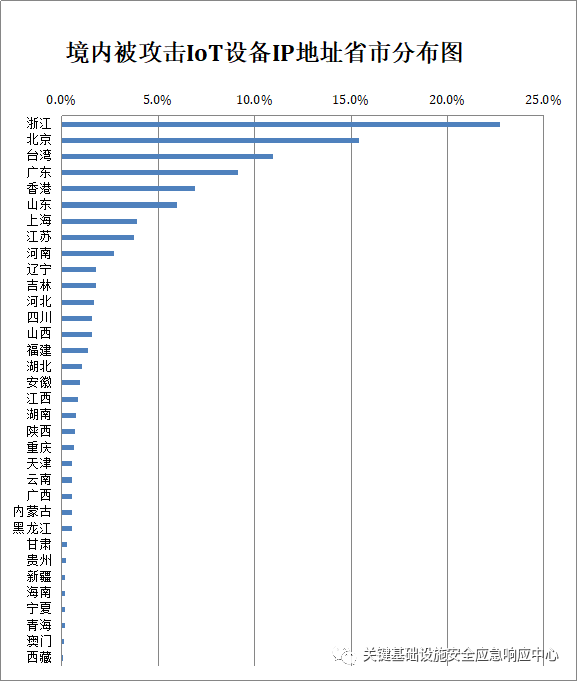 境内被攻击IoT设备IP地址省市分布图
0.0% 5.0% 10.0% 15.0% 20.0% 25.0%
浙江
北京
台湾
广东
香港
山东
上海
江苏
河南
辽宁
吉林
河北
四川
山西
福建
湖北
安徽
江西
湖南
陕西
重庆
天津
云南
广西
内蒙古
黑龙江
甘肃
贵州
新疆
海南
宁夏
青海
澳门
西藏
关键基础设施安全应急响应中心